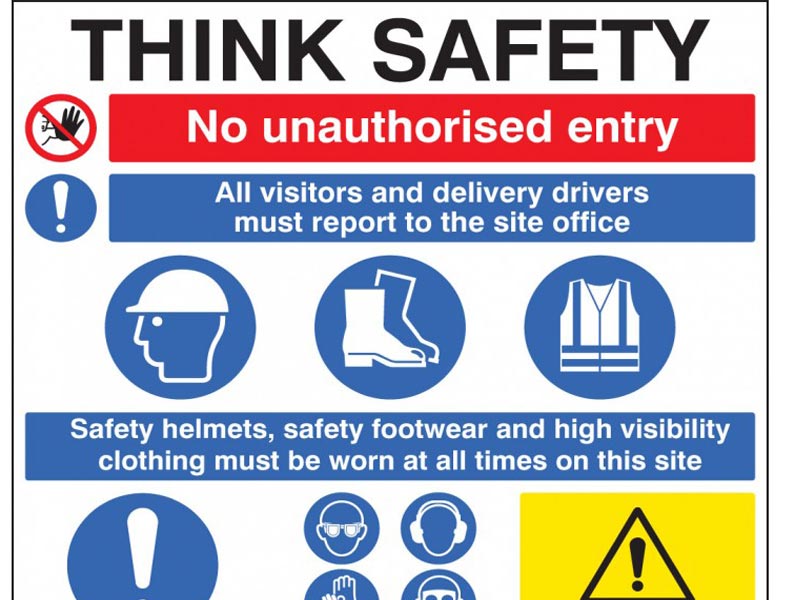 THINK SAFETY
No unauthorised entry
All visitors and delivery drivers
must report to the site office
Safety helmets, safety footwear and high visibility
clothing must be worn at all times on this site